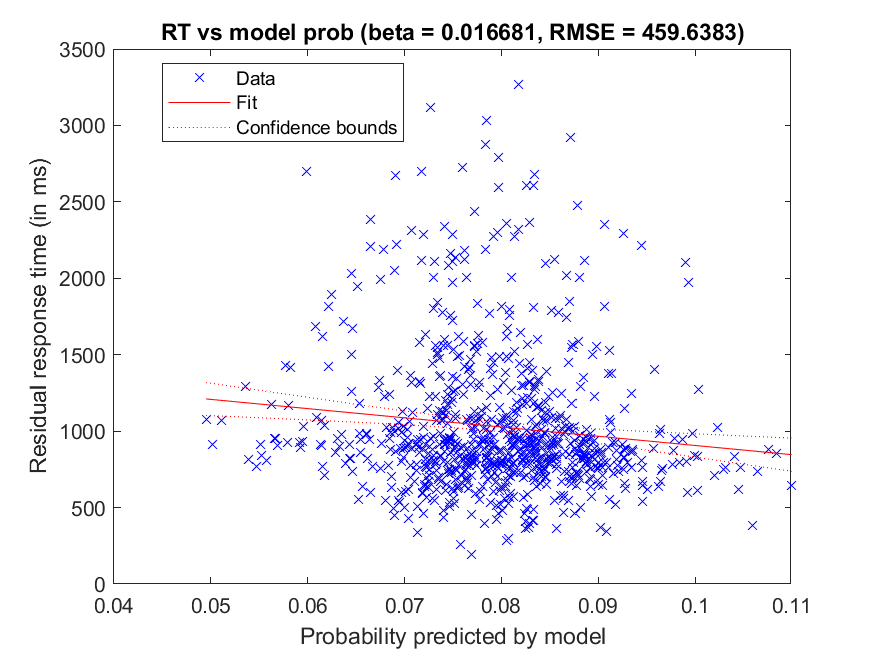 RT vs model prob (beta = 0.016681, RMSE = 459.6383)
3500
3000
2500
2000
1500
1000
500
0
Residual response time (in ms)
Data
Fit
Confidence bounds
0.04 0.05 0.06 0.07 0.08 0.09 0.1 0.11
Probability predicted by model